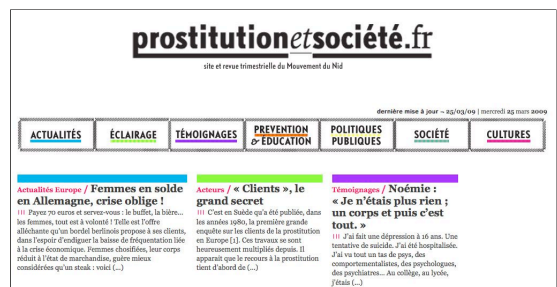 prostitutionetsociété.fr
site et revue trimestrielle du Mouvement du Nid
dernière mise à jour ~ 25/03/09 | mercredi 25 mars 2009
ACTUALITÉS
ÉCLAIRAGE
TÉMOIGNAGES
PREVENTION
& EDUCATION
POLITIQUES
PUBLIQUES
SOCIÉTÉ
CULTURES
Actualités Europe / Femmes en solde
en Allemagne, crise oblige !
III Payez 70 euros et servez-vous : le buffet, la bière...
les femmes, tout est à volonté ! Telle est l'offre
alléchante qu'un bordel berlinois propose à ses clients,
dans l'espoir d'endiguer la baisse de fréquentation liée
à la crise économique. Femmes chosifiées, leur corps
réduit à l'état de marchandise, guère mieux
considérées qu'un steak : voici (...)
Acteurs / « Clients », le
grand secret
III C'est en Suède qu'a été publiée, dans
les années 1980, la première grande
enquête sur les clients de la prostitution
en Europe [1]. Ces travaux se sont
heureusement multipliés depuis. Il
apparaît que le recours à la prostitution
tient d'abord de (...)
Témoignages / Noémie :
« Je n'étais plus rien ;
un corps et puis c'est
tout. »
III J'ai fait une dépression à 16 ans. Une
tentative de suicide. J'ai été hospitalisée.
J'ai vu tout un tas de psys, des
comportementalistes, des psychologues,
des psychiatres... Au collège, au lycée,
j'étais (...)